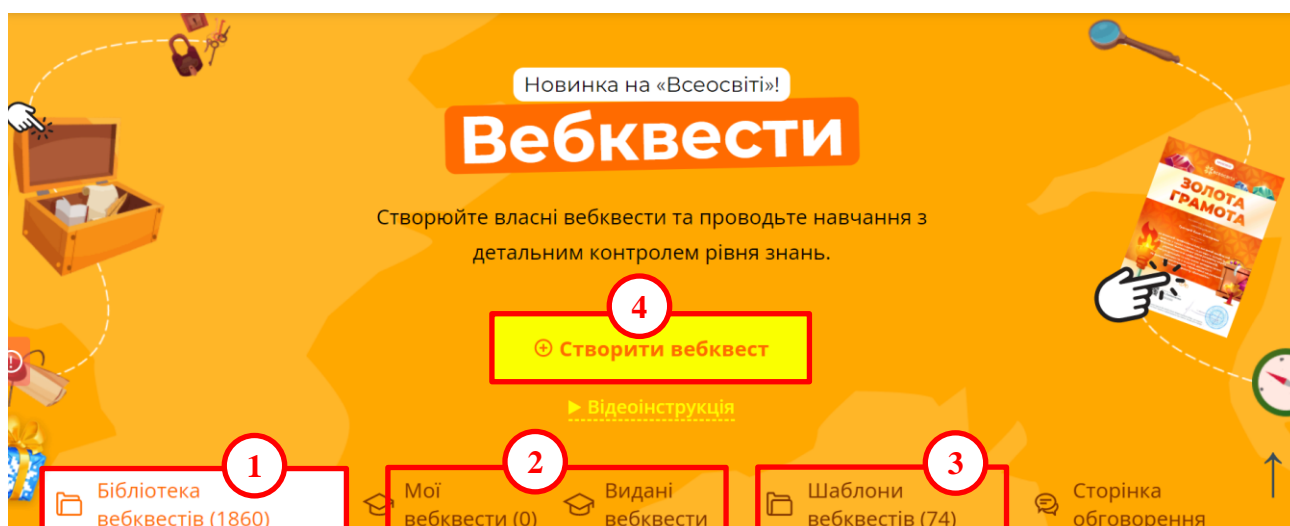 Новинка на «Всеосвіті»!
Вебквести
ЗОЛОТА
ГРАМОТА
Створюйте власні вебквести та проводьте навчання з
детальним контролем рівня знань.
4
Створити вебквест
Відеоінструкція
1
2
3
Бібліотека
вебквестів (1860)
Мої
вебквести (0)
Видані
вебквести
Шаблони
вебквестів (74)
Сторінка
обговорення